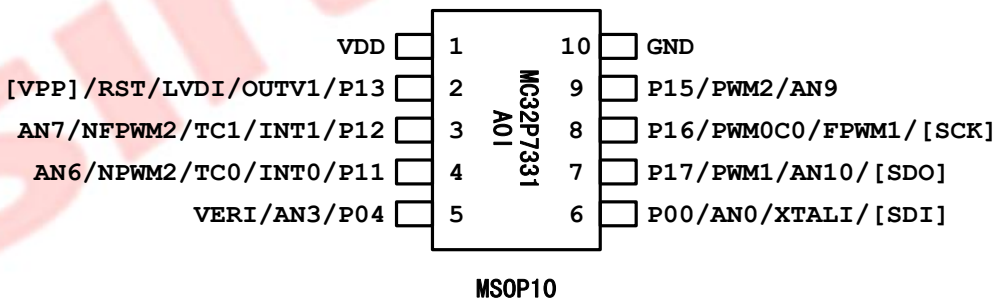 VDD 1 10 GND
[VPP]/RST/LVDI/OUTV1/P13 2 9 P15/PWM2/AN9
AN7/NFPWM2/TC1/INT1/P12 3 8 P16/PWM0C0/FPWM1/[SCK]
AN6/NPWM2/TC0/INT0/P11 4 7 P17/PWM1/AN10/[SDO]
VERI/AN3/P04 5 6 P00/AN0/XTALI/[SDI]
MC32P7331
A0I
MSOP10